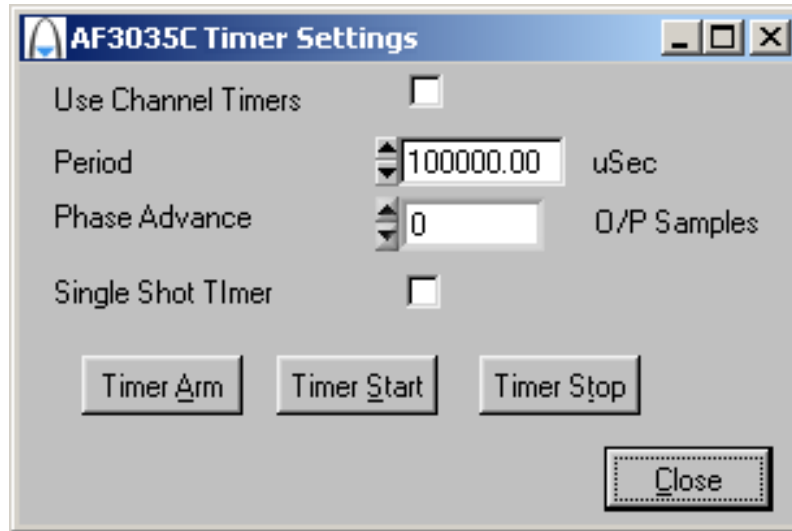 AF3035C Timer Settings
Use Channel Timers
Period 100000.00 uSec
Phase Advance 0 O/P Samples
Single Shot TImer
Timer Arm Timer Start Timer Stop
Close